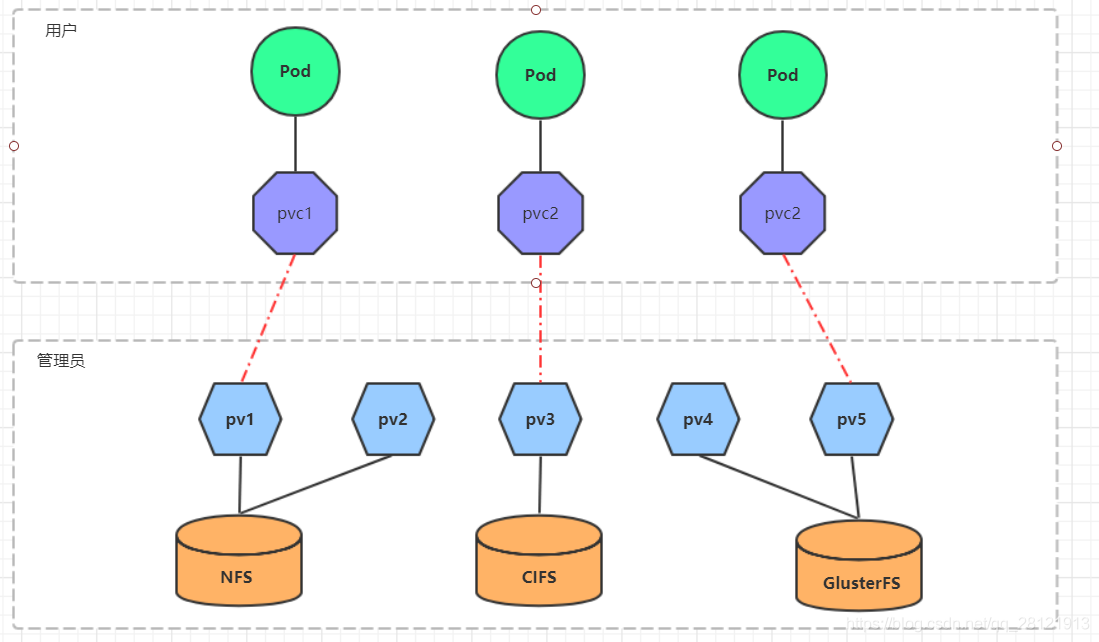 用户
Pod
Pod
Pod
pvc1
pvc2
pvc2
管理员
pv1
pv2
pv3
pv4
pv5
NFS
CIFS
GlusterFS
https://blog.csdn.net/qq_28121913